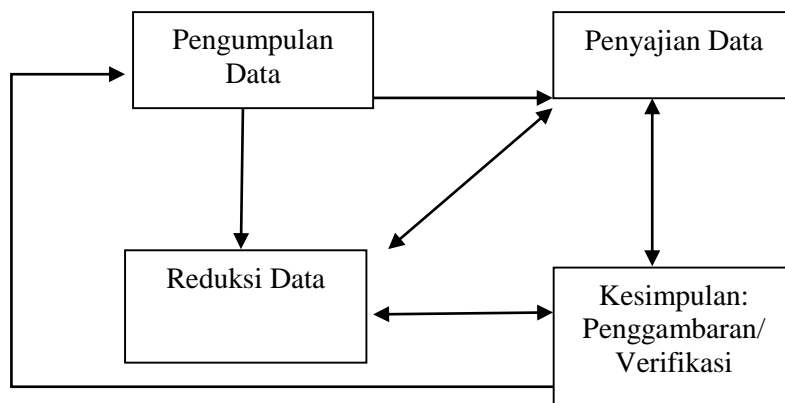 Pengumpulan
Data
Penyajian Data
Reduksi Data
Kesimpulan:
Penggambaran/
Verifikasi